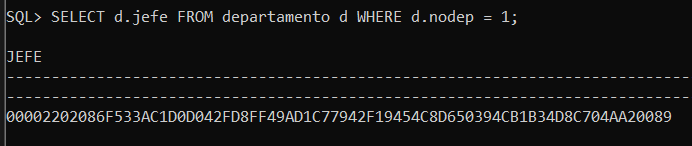 SQL> SELECT d.jefe FROM departamento d WHERE d.nodep = 1;
JEFE
--------------------------------------------------------------------------------
--------------------------------------------------------------------------------
00002202086F533AC1D0D042FD8FF49AD1C77942F19454C8D650394CB1B34D8C704AA20089